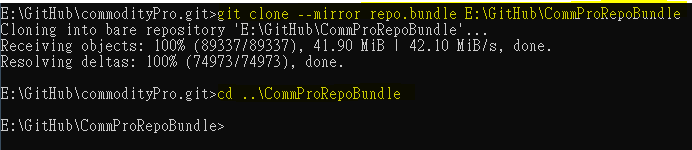 E:\GitHub\commodityPro.git>git clone --mirror repo.bundle E:\GitHub\CommProRepoBundle
Cloning into bare repository 'E:\GitHub\CommProRepoBundle'...
Receiving objects: 100% (89337/89337), 41.90 MiB | 42.10 MiB/s, done.
Resolving deltas: 100% (74973/74973), done.
E:\GitHub\commodityPro.git>cd ..\CommProRepoBundle
E:\GitHub\CommProRepoBundle>